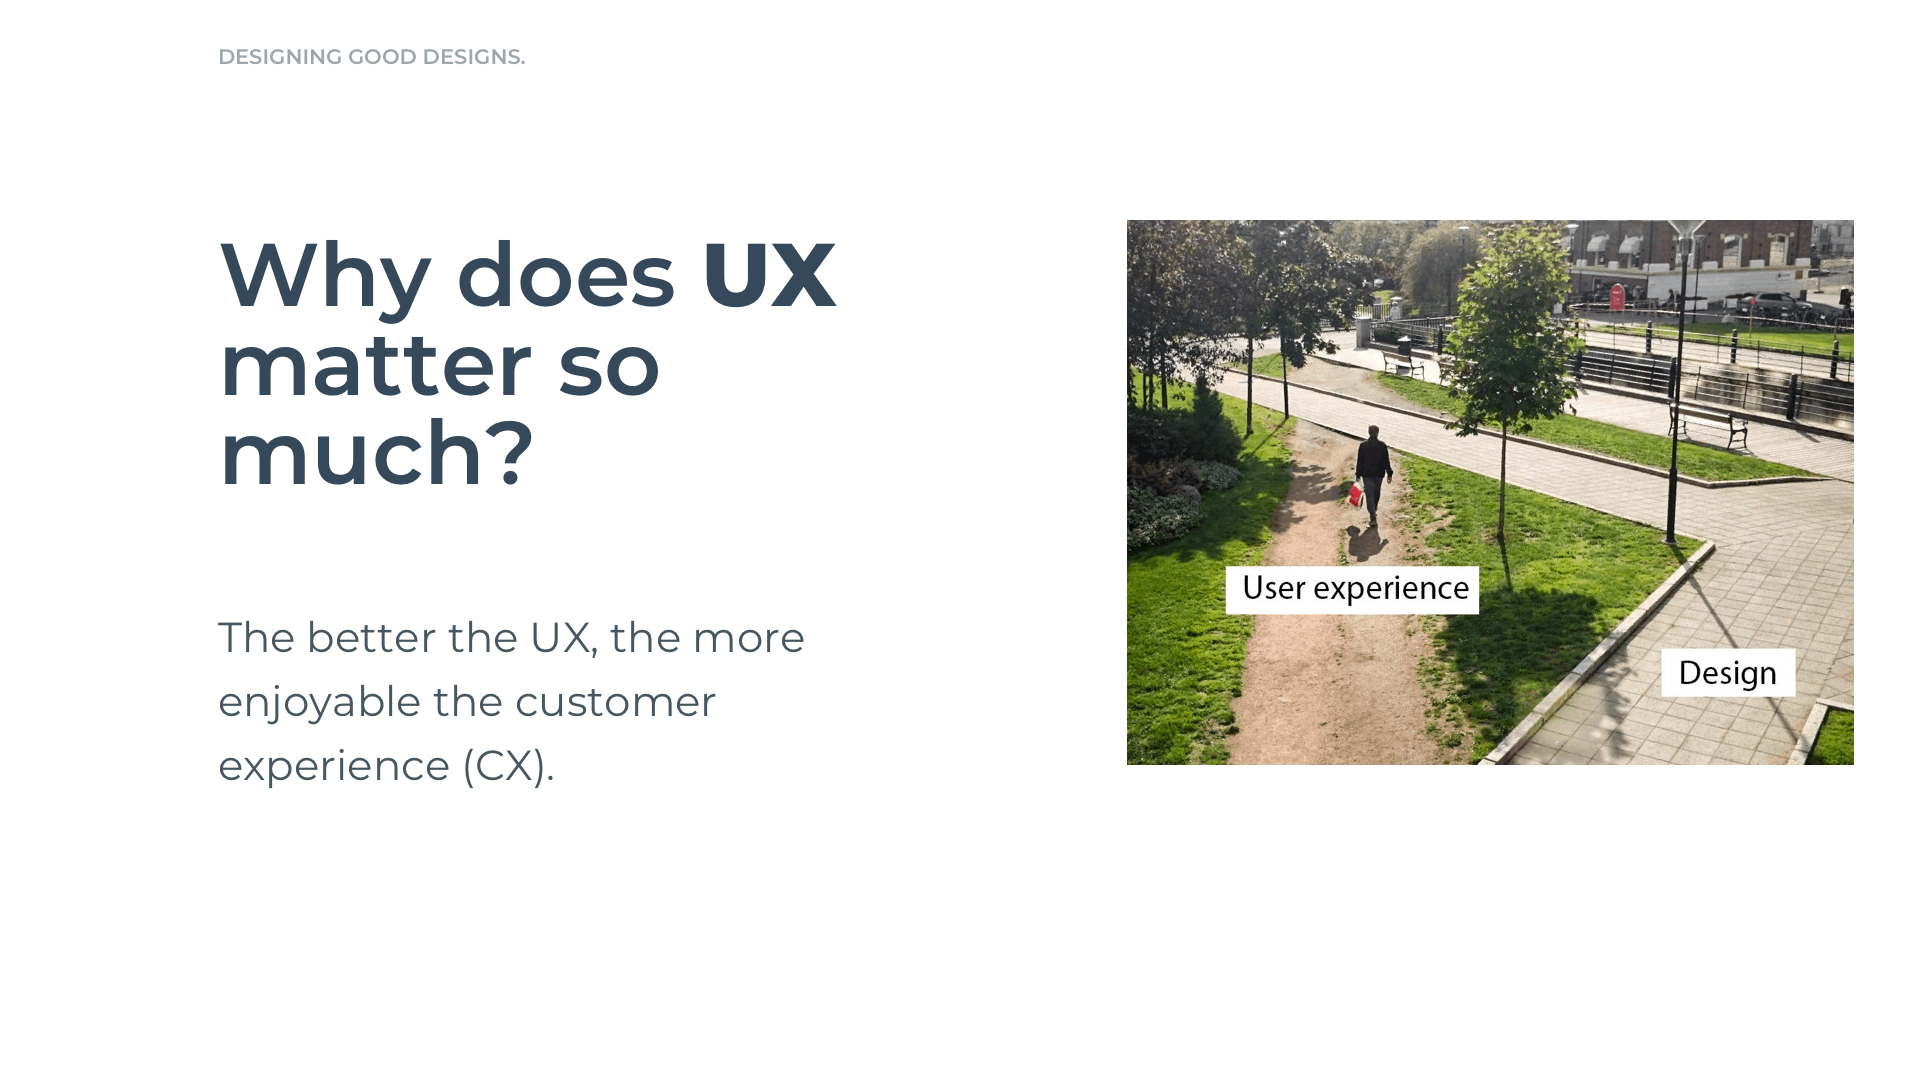 DESIGNING GOOD DESIGNS.
Why does UX
matter so
much?
The better the UX, the more
enjoyable the customer
experience (CX).
User experience
Design